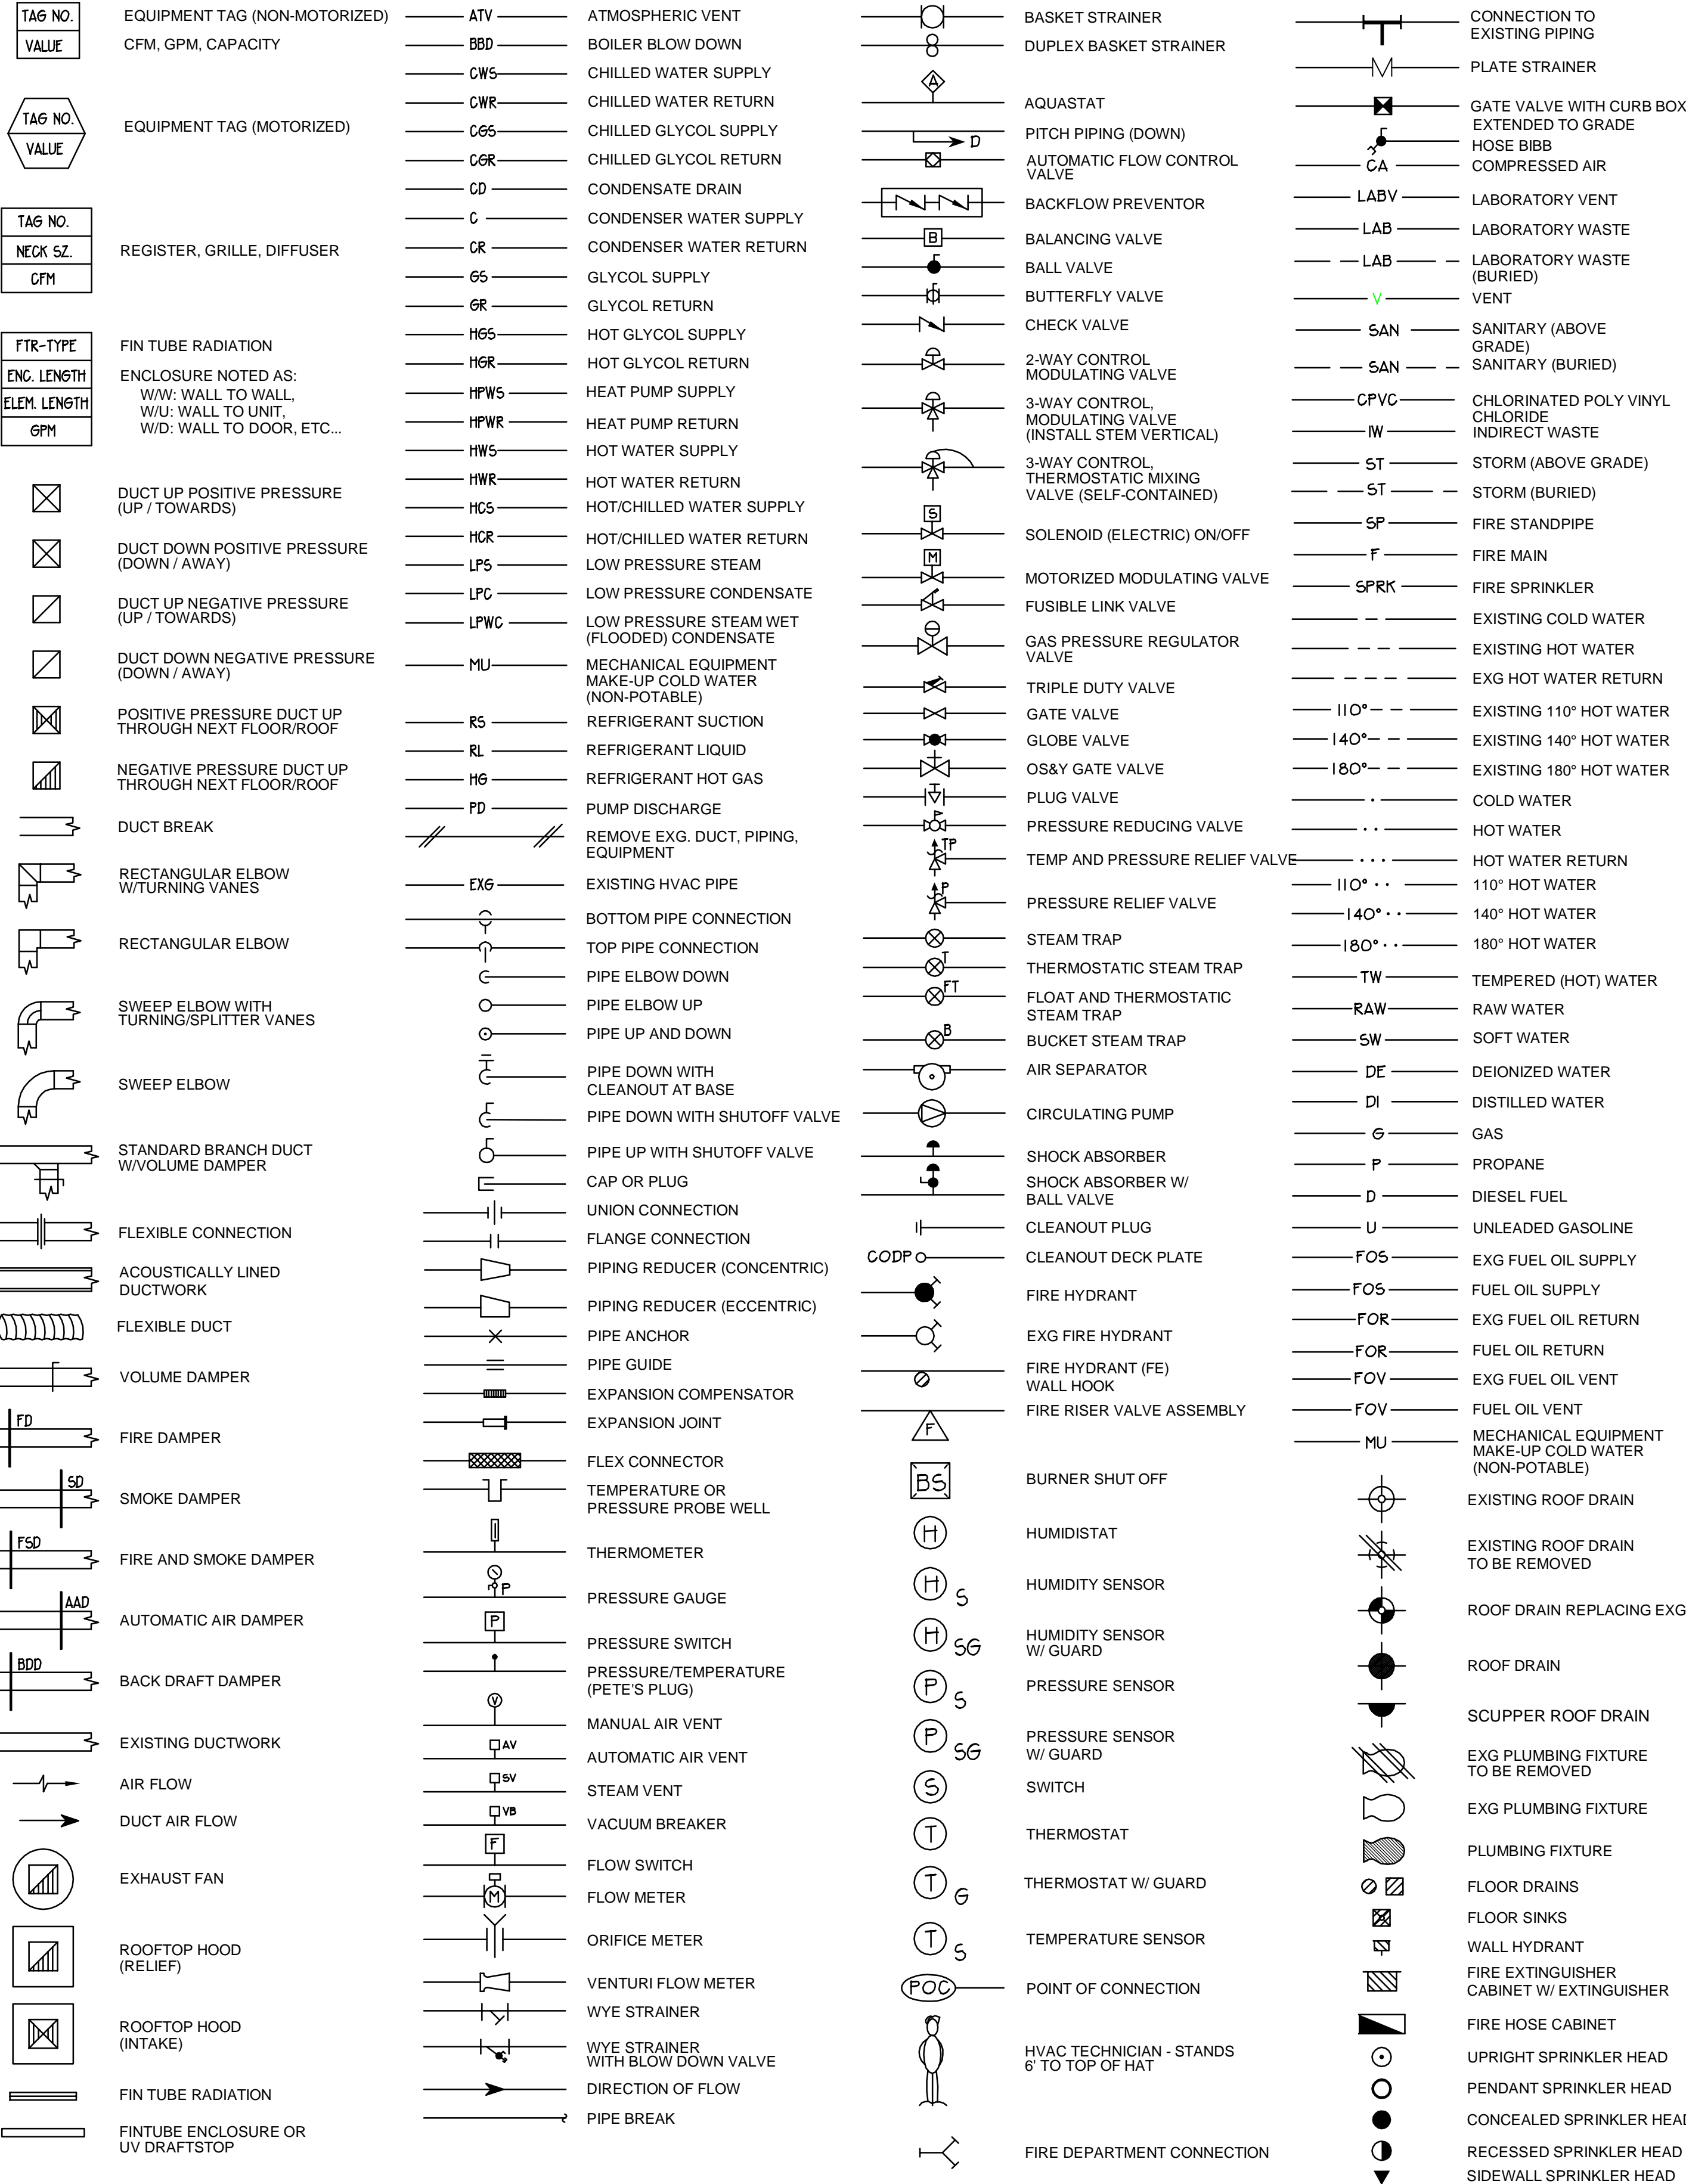 TAG NO.
VALUE
EQUIPMENT TAG (NON-MOTORIZED)
CFM, GPM, CAPACITY
TAG NO.
VALUE
EQUIPMENT TAG (MOTORIZED)
TAG NO.
NECK SZ.
CFM
REGISTER, GRILLE, DIFFUSER
FTR-TYPE
ENC. LENGTH
ELEM. LENGTH
GPM
FIN TUBE RADIATION
ENCLOSURE NOTED AS:
W/W: WALL TO WALL,
W/U: WALL TO UNIT,
W/D: WALL TO DOOR, ETC...
DUCT UP POSITIVE PRESSURE
(UP / TOWARDS)
DUCT DOWN POSITIVE PRESSURE
(DOWN / AWAY)
DUCT UP NEGATIVE PRESSURE
(UP / TOWARDS)
DUCT DOWN NEGATIVE PRESSURE
(DOWN / AWAY)
POSITIVE PRESSURE DUCT UP
THROUGH NEXT FLOOR/ROOF
NEGATIVE PRESSURE DUCT UP
THROUGH NEXT FLOOR/ROOF
DUCT BREAK
RECTANGULAR ELBOW
W/TURNING VANES
RECTANGULAR ELBOW
SWEEP ELBOW WITH
TURNING/SPLITTER VANES
SWEEP ELBOW
STANDARD BRANCH DUCT
W/VOLUME DAMPER
FLEXIBLE CONNECTION
ACOUSTICALLY LINED
DUCTWORK
FLEXIBLE DUCT
VOLUME DAMPER
FD
FIRE DAMPER
SD
SMOKE DAMPER
FSD
FIRE AND SMOKE DAMPER
AAD
AUTOMATIC AIR DAMPER
BDD
BACK DRAFT DAMPER
EXISTING DUCTWORK
AIR FLOW
DUCT AIR FLOW
EXHAUST FAN
ROOFTOP HOOD
(RELIEF)
ROOFTOP HOOD
(INTAKE)
FIN TUBE RADIATION
FINTUBE ENCLOSURE OR
UV DRAFTSTOP
ATV ATMOSPHERIC VENT
BBD BOILER BLOW DOWN
CWS CHILLED WATER SUPPLY
CWR CHILLED WATER RETURN
CGS CHILLED GLYCOL SUPPLY
CGR CHILLED GLYCOL RETURN
CD CONDENSATE DRAIN
C CONDENSER WATER SUPPLY
CR CONDENSER WATER RETURN
GS GLYCOL SUPPLY
GR GLYCOL RETURN
HGS HOT GLYCOL SUPPLY
HGR HOT GLYCOL RETURN
HPWS HEAT PUMP SUPPLY
HPWR HEAT PUMP RETURN
HWS HOT WATER SUPPLY
HWR HOT WATER RETURN
HCS HOT/CHILLED WATER SUPPLY
HCR HOT/CHILLED WATER RETURN
LPS LOW PRESSURE STEAM
LPC LOW PRESSURE CONDENSATE
LPWC LOW PRESSURE STEAM WET
(FLOODED) CONDENSATE
MU MECHANICAL EQUIPMENT
MAKE-UP COLD WATER
(NON-POTABLE)
RS REFRIGERANT SUCTION
RL REFRIGERANT LIQUID
HG REFRIGERANT HOT GAS
PD PUMP DISCHARGE
REMOVE EXG. DUCT, PIPING,
EQUIPMENT
EXG EXISTING HVAC PIPE
BOTTOM PIPE CONNECTION
TOP PIPE CONNECTION
PIPE ELBOW DOWN
PIPE ELBOW UP
PIPE UP AND DOWN
PIPE DOWN WITH
CLEANOUT AT BASE
PIPE DOWN WITH SHUTOFF VALVE
PIPE UP WITH SHUTOFF VALVE
CAP OR PLUG
UNION CONNECTION
FLANGE CONNECTION
PIPING REDUCER (CONCENTRIC)
PIPING REDUCER (ECCENTRIC)
PIPE ANCHOR
PIPE GUIDE
EXPANSION COMPENSATOR
EXPANSION JOINT
FLEX CONNECTOR
TEMPERATURE OR
PRESSURE PROBE WELL
THERMOMETER
P
PRESSURE GAUGE
P
PRESSURE SWITCH
PRESSURE/TEMPERATURE
(PETE'S PLUG)
V
MANUAL AIR VENT
AV
AUTOMATIC AIR VENT
SV
STEAM VENT
VB
VACUUM BREAKER
F
FLOW SWITCH
M
FLOW METER
ORIFICE METER
VENTURI FLOW METER
WYE STRAINER
WYE STRAINER
WITH BLOW DOWN VALVE
DIRECTION OF FLOW
PIPE BREAK
BASKET STRAINER
DUPLEX BASKET STRAINER
A
AQUASTAT
D
PITCH PIPING (DOWN)
AUTOMATIC FLOW CONTROL
VALVE
BACKFLOW PREVENTOR
B BALANCING VALVE
BALL VALVE
BUTTERFLY VALVE
CHECK VALVE
2-WAY CONTROL
MODULATING VALVE
3-WAY CONTROL,
MODULATING VALVE
(INSTALL STEM VERTICAL)
3-WAY CONTROL,
THERMOSTATIC MIXING
VALVE (SELF-CONTAINED)
S
SOLENOID (ELECTRIC) ON/OFF
M
MOTORIZED MODULATING VALVE
FUSIBLE LINK VALVE
GAS PRESSURE REGULATOR
VALVE
TRIPLE DUTY VALVE
GATE VALVE
GLOBE VALVE
OS&Y GATE VALVE
PLUG VALVE
PRESSURE REDUCING VALVE
TP
TEMP AND PRESSURE RELIEF VALVE
P
PRESSURE RELIEF VALVE
STEAM TRAP
T
THERMOSTATIC STEAM TRAP
FT
FLOAT AND THERMOSTATIC
STEAM TRAP
B
BUCKET STEAM TRAP
AIR SEPARATOR
CIRCULATING PUMP
SHOCK ABSORBER
SHOCK ABSORBER W/
BALL VALVE
CLEANOUT PLUG
CODP CLEANOUT DECK PLATE
FIRE HYDRANT
EXG FIRE HYDRANT
FIRE HYDRANT (FE)
WALL HOOK
FIRE RISER VALVE ASSEMBLY
F
BS BURNER SHUT OFF
H HUMIDISTAT
H S HUMIDITY SENSOR
H SG HUMIDITY SENSOR
W/ GUARD
P S PRESSURE SENSOR
P SG PRESSURE SENSOR
W/ GUARD
S SWITCH
T THERMOSTAT
T G THERMOSTAT W/ GUARD
T S TEMPERATURE SENSOR
POC POINT OF CONNECTION
HVAC TECHNICIAN - STANDS
6' TO TOP OF HAT
FIRE DEPARTMENT CONNECTION
CONNECTION TO
EXISTING PIPING
PLATE STRAINER
GATE VALVE WITH CURB BOX
EXTENDED TO GRADE
HOSE BIBB
CA COMPRESSED AIR
LABV LABORATORY VENT
LAB LABORATORY WASTE
LAB LABORATORY WASTE
(BURIED)
V VENT
SAN SANITARY (ABOVE
GRADE)
SAN SANITARY (BURIED)
CPVC CHLORINATED POLY VINYL
CHLORIDE
IW INDIRECT WASTE
ST STORM (ABOVE GRADE)
ST STORM (BURIED)
SP FIRE STANDPIPE
F FIRE MAIN
SPRK FIRE SPRINKLER
EXISTING COLD WATER
EXISTING HOT WATER
EXG HOT WATER RETURN
110° EXISTING 110° HOT WATER
140° EXISTING 140° HOT WATER
180° EXISTING 180° HOT WATER
COLD WATER
HOT WATER
HOT WATER RETURN
110° 110° HOT WATER
140° 140° HOT WATER
180° 180° HOT WATER
TW TEMPERED (HOT) WATER
RAW RAW WATER
SW SOFT WATER
DE DEIONIZED WATER
DI DISTILLED WATER
G GAS
P PROPANE
D DIESEL FUEL
U UNLEADED GASOLINE
FOS EXG FUEL OIL SUPPLY
FOS FUEL OIL SUPPLY
FOR EXG FUEL OIL RETURN
FOR FUEL OIL RETURN
FOV EXG FUEL OIL VENT
FOV FUEL OIL VENT
MU MECHANICAL EQUIPMENT
MAKE-UP COLD WATER
(NON-POTABLE)
EXISTING ROOF DRAIN
EXISTING ROOF DRAIN
TO BE REMOVED
ROOF DRAIN REPLACING EXG
ROOF DRAIN
SCUPPER ROOF DRAIN
EXG PLUMBING FIXTURE
TO BE REMOVED
EXG PLUMBING FIXTURE
PLUMBING FIXTURE
FLOOR DRAINS
FLOOR SINKS
WALL HYDRANT
FIRE EXTINGUISHER
CABINET W/ EXTINGUISHER
FIRE HOSE CABINET
UPRIGHT SPRINKLER HEAD
PENDANT SPRINKLER HEAD
CONCEALED SPRINKLER HEAD
RECESSED SPRINKLER HEAD
SIDEWALL SPRINKLER HEAD